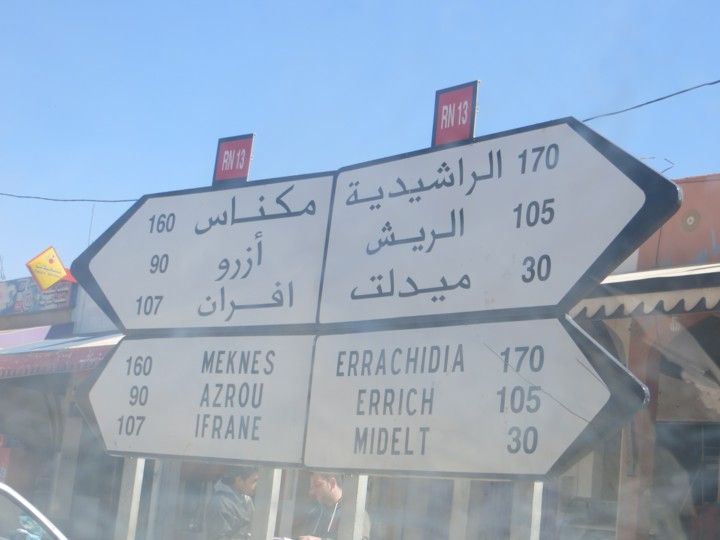 RN 13
RN 13
160 مكناس
90 أزرو
107 افران
الراشيدية 170
الريش 105
ميدلت 30
160 MEKNES
90 AZROU
107 IFRANE
ERRACHIDIA 170
ERRICH 105
MIDELT 30